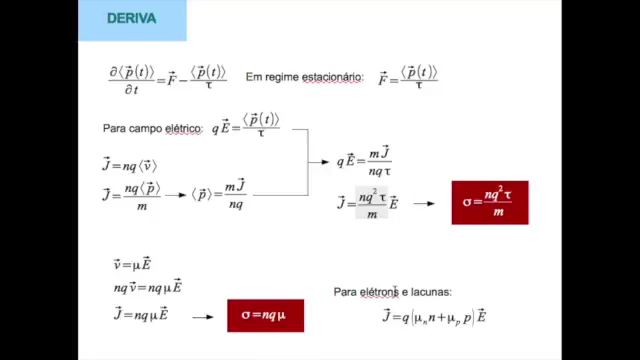 DERIVA
∂⟨p⃗(t)⟩/∂t = F⃗ − ⟨p⃗(t)⟩/τ Em regime estacionário: F⃗ = ⟨p⃗(t)⟩/τ
Para campo elétrico: qE⃗ = ⟨p⃗(t)⟩/τ
J⃗ = nq⟨v⃗⟩
J⃗ = nq⟨p⃗⟩/m → ⟨p⃗⟩ = mJ⃗/nq
qE⃗ = mJ⃗/nqτ
J⃗ = nq²τ/m E⃗ → σ = nq²τ/m
v⃗ = μE⃗
nqv⃗ = nqμE⃗
J⃗ = nqμE⃗ → σ = nqμ
Para elétrons e lacunas:
J⃗ = q(μₙn + μₚp)E⃗